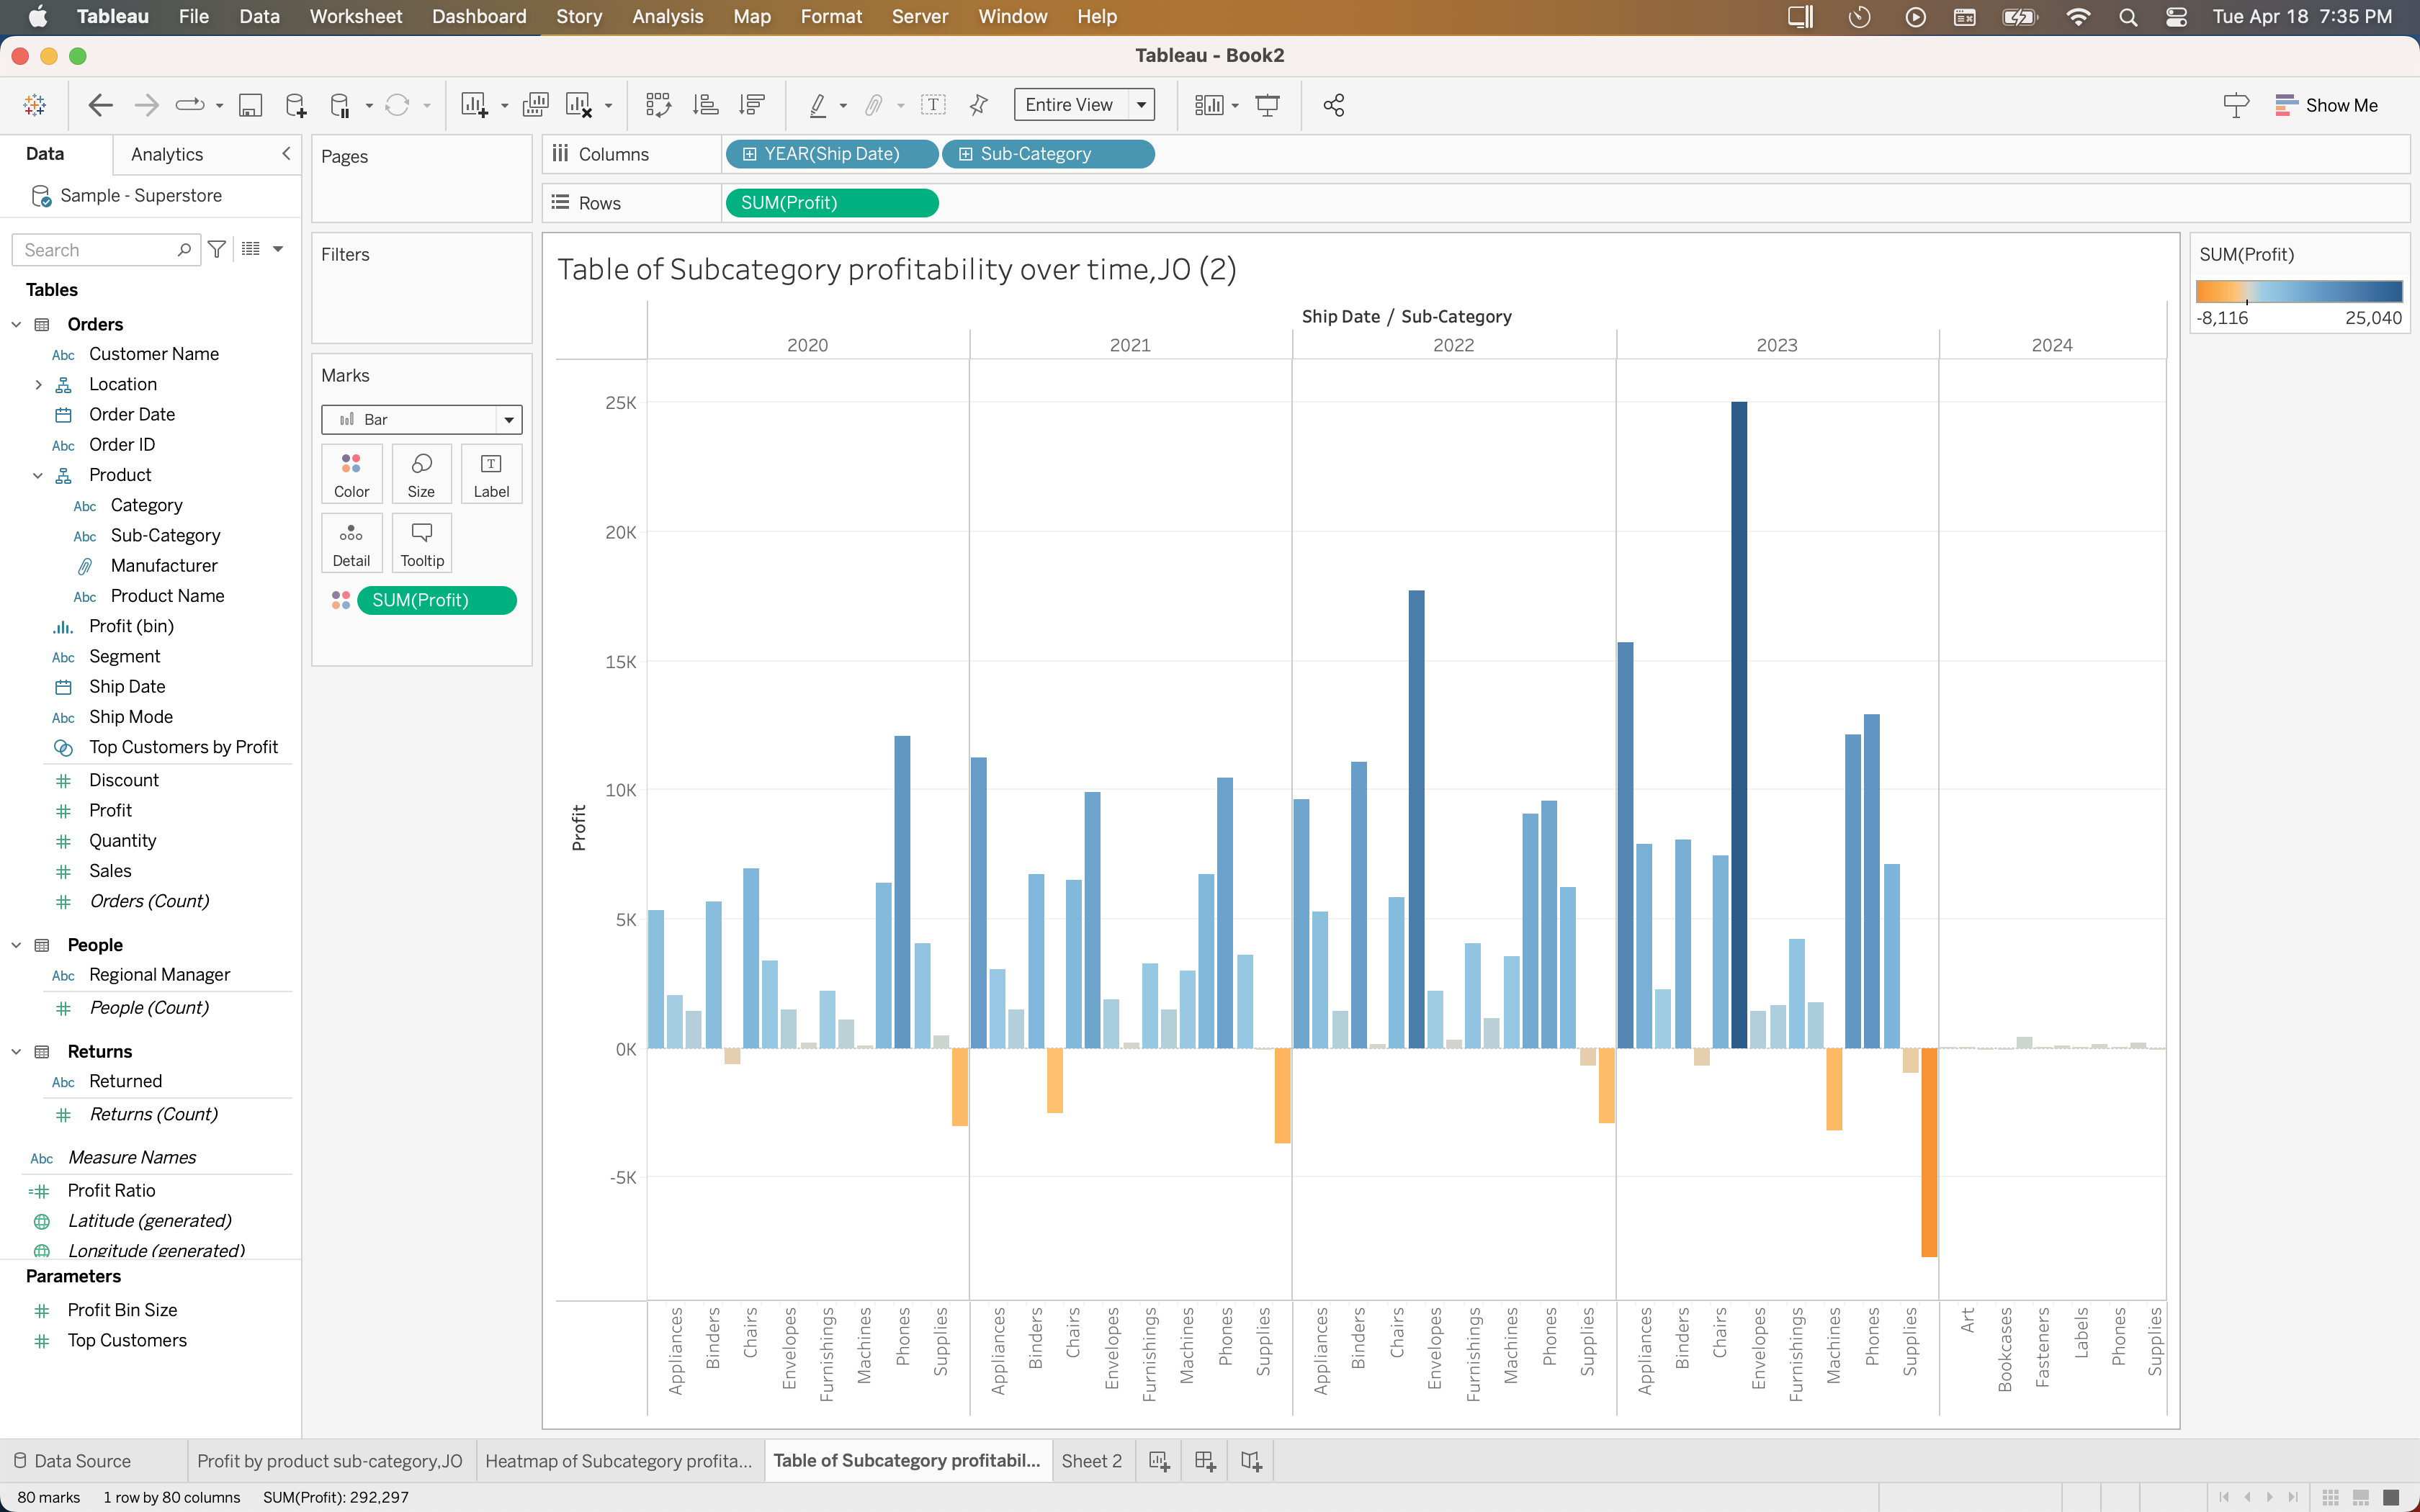 Tableau File Data Worksheet Dashboard Story Analysis Map Format Server Window Help Tue Apr 18 7:35 PM
Tableau - Book2
Entire View Show Me
Data Analytics
Sample - Superstore
Search
Tables
Orders
Abc Customer Name
Location
Order Date
Abc Order ID
Product
Abc Category
Abc Sub-Category
Manufacturer
Abc Product Name
Profit (bin)
Abc Segment
Ship Date
Abc Ship Mode
Top Customers by Profit
# Discount
# Profit
# Quantity
# Sales
# Orders (Count)
People
Abc Regional Manager
# People (Count)
Returns
Abc Returned
# Returns (Count)
Abc Measure Names
=# Profit Ratio
Latitude (generated)
Longitude (generated)
Parameters
# Profit Bin Size
# Top Customers
Pages
Filters
Marks
Bar
Color Size T Label
Detail Tooltip
SUM(Profit)
Columns YEAR(Ship Date) Sub-Category
Rows SUM(Profit)
Table of Subcategory profitability over time,JO (2)
Ship Date / Sub-Category
2020 2021 2022 2023 2024
25K
20K
15K
10K
5K
0K
-5K
Profit
Appliances Binders Chairs Envelopes Furnishings Machines Phones Supplies
Appliances Binders Chairs Envelopes Furnishings Machines Phones Supplies
Appliances Binders Chairs Envelopes Furnishings Machines Phones Supplies
Appliances Binders Chairs Envelopes Furnishings Machines Phones Supplies
Art Bookcases Fasteners Labels Phones Supplies
SUM(Profit)
-8,116 25,040
Data Source Profit by product sub-category,JO Heatmap of Subcategory profita... Table of Subcategory profitabil... Sheet 2
80 marks 1 row by 80 columns SUM(Profit): 292,297